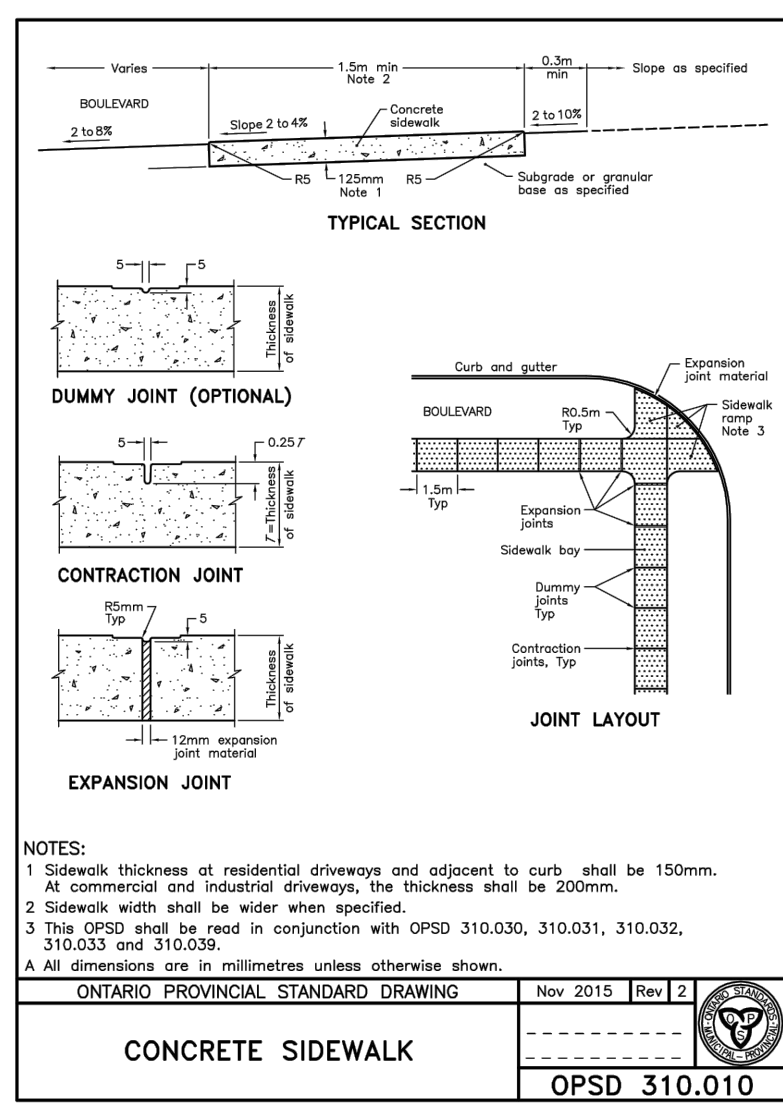 Varies
1.5m min
Note 2
0.3m
min
Slope as specified
BOULEVARD
2 to 8%
Slope 2 to 4%
Concrete
sidewalk
2 to 10%
R5
125mm
Note 1
R5
Subgrade or granular
base as specified
TYPICAL SECTION
5
5
Thickness
of sidewalk
DUMMY JOINT (OPTIONAL)
5
0.25T
T=Thickness
of sidewalk
CONTRACTION JOINT
R5mm
Typ
5
Thickness
of sidewalk
12mm expansion
joint material
EXPANSION JOINT
Curb and gutter
Expansion
joint material
BOULEVARD
R0.5m
Typ
Sidewalk
ramp
Note 3
1.5m
Typ
Expansion
joints
Sidewalk bay
Dummy
joints
Typ
Contraction
joints, Typ
JOINT LAYOUT
NOTES:
1 Sidewalk thickness at residential driveways and adjacent to curb shall be 150mm.
At commercial and industrial driveways, the thickness shall be 200mm.
2 Sidewalk width shall be wider when specified.
3 This OPSD shall be read in conjunction with OPSD 310.030, 310.031, 310.032,
310.033 and 310.039.
A All dimensions are in millimetres unless otherwise shown.
ONTARIO PROVINCIAL STANDARD DRAWING
Nov 2015 Rev 2
CONCRETE SIDEWALK
ONTARIO STANDARDS
MUNICIPAL - PROVINCIAL
O P
S
OPSD 310.010